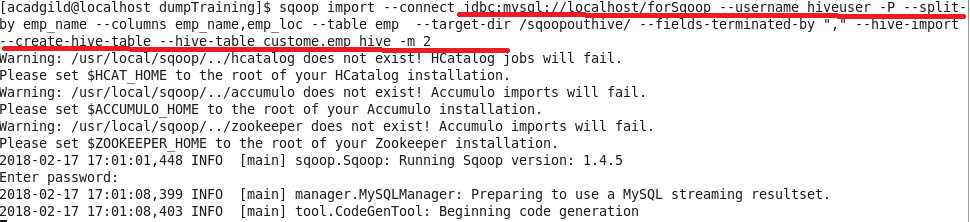 [acadgild@localhost dumpTraining]$ sqoop import --connect jdbc:mysql://localhost/forSqoop --username hiveuser -P --split-
by emp_name --columns emp_name,emp_loc --table emp  --target-dir /sqoopouthive/ --fields-terminated-by "," --hive-import
--create-hive-table --hive-table custome.emp_hive -m 2
Warning: /usr/local/sqoop/../hcatalog does not exist! HCatalog jobs will fail.
Please set $HCAT_HOME to the root of your HCatalog installation.
Warning: /usr/local/sqoop/../accumulo does not exist! Accumulo imports will fail.
Please set $ACCUMULO_HOME to the root of your Accumulo installation.
Warning: /usr/local/sqoop/../zookeeper does not exist! Accumulo imports will fail.
Please set $ZOOKEEPER_HOME to the root of your Zookeeper installation.
2018-02-17 17:01:01,448 INFO  [main] sqoop.Sqoop: Running Sqoop version: 1.4.5
Enter password:
2018-02-17 17:01:08,399 INFO  [main] manager.MySQLManager: Preparing to use a MySQL streaming resultset.
2018-02-17 17:01:08,403 INFO  [main] tool.CodeGenTool: Beginning code generation